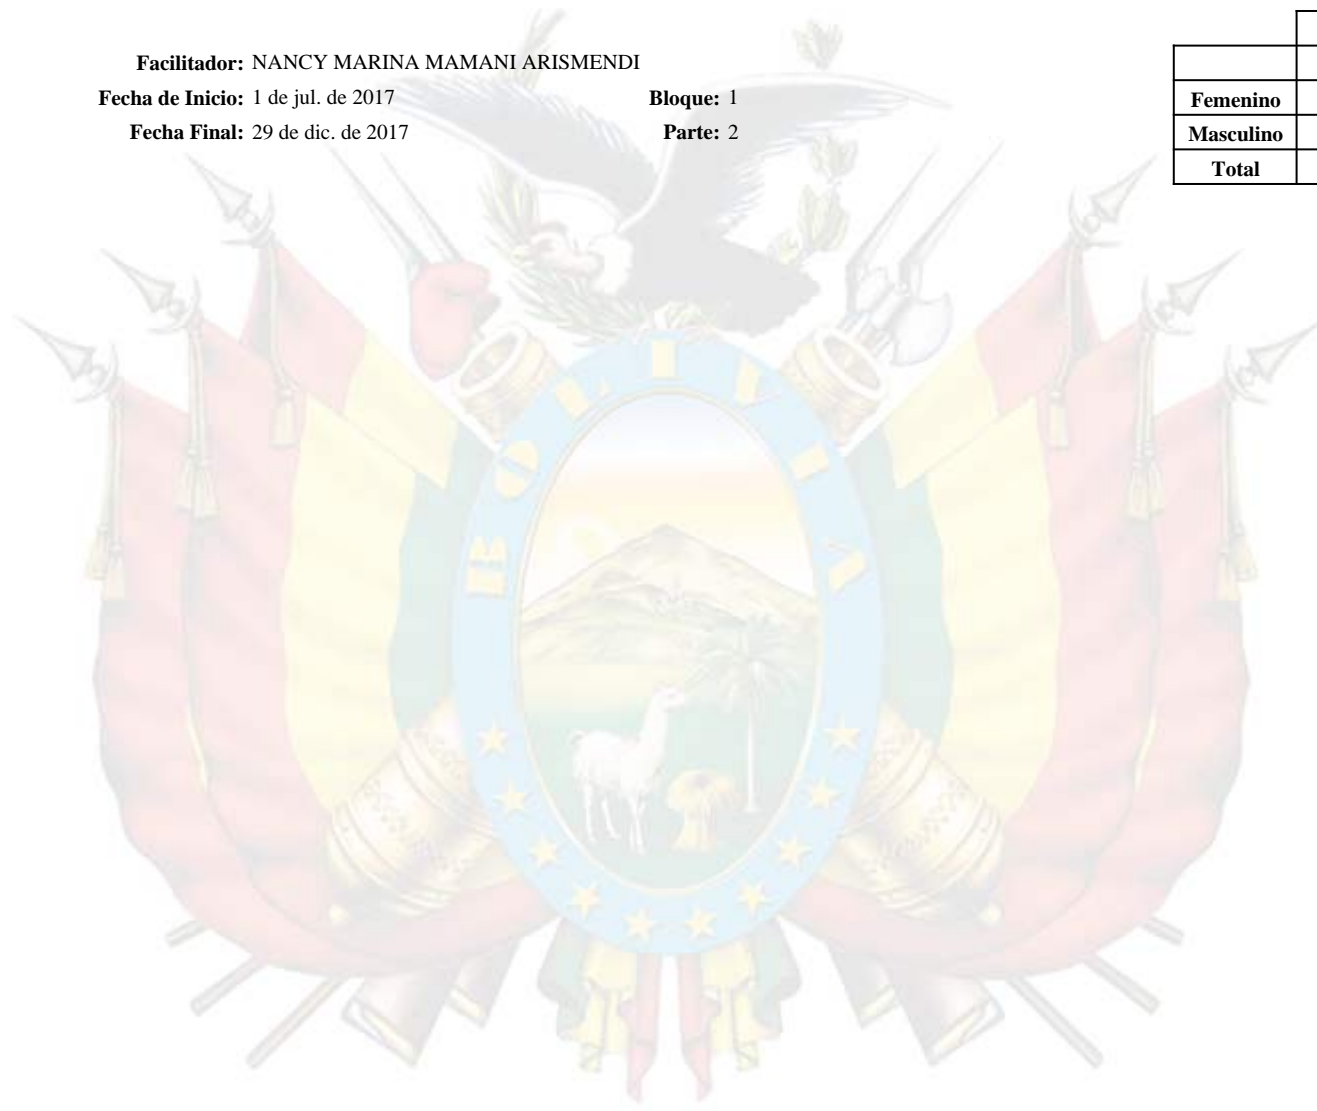 Facilitador: NANCY MARINA MAMANI ARISMENDI
Fecha de Inicio: 1 de jul. de 2017 Bloque: 1
Fecha Final: 29 de dic. de 2017 Parte: 2
Femenino
Masculino
Total
BOLIVIA